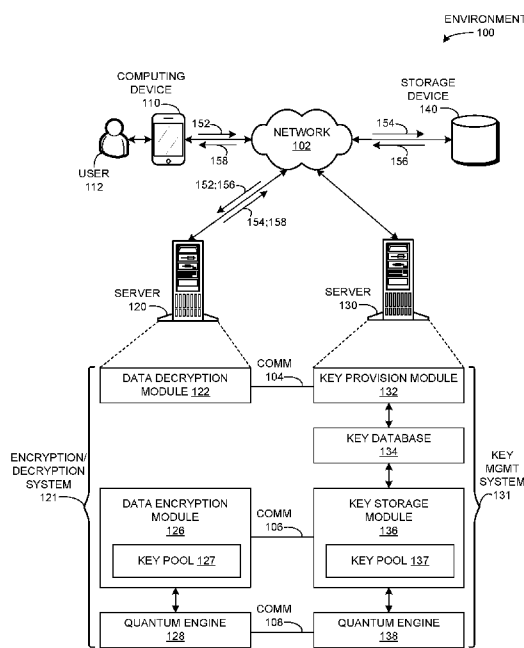 ENVIRONMENT
100
COMPUTING
DEVICE
110
STORAGE
DEVICE
140
152
158
NETWORK
102
154
156
USER
112
152;156
154;158
SERVER
120
SERVER
130
DATA DECRYPTION
MODULE 122
COMM
104
KEY PROVISION MODULE
132
KEY DATABASE
134
ENCRYPTION/
DECRYPTION
SYSTEM
121
KEY
MGMT
SYSTEM
131
DATA ENCRYPTION
MODULE
126
KEY POOL 127
COMM
106
KEY STORAGE
MODULE
136
KEY POOL 137
QUANTUM ENGINE
128
COMM
108
QUANTUM ENGINE
138